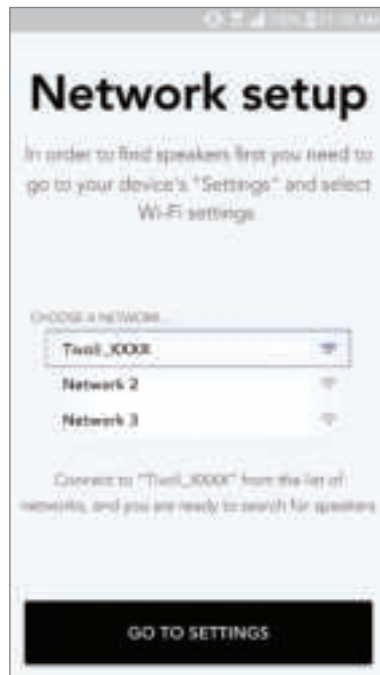 Network setup
In order to find speakers first you need to
go to your device's "Settings" and select
Wi-Fi settings
CHOOSE A NETWORK...
Tivoli_XXXX
Network 2
Network 3
Connect to "Tivoli_XXXX" from the list of
networks, and you are ready to search for speakers
GO TO SETTINGS